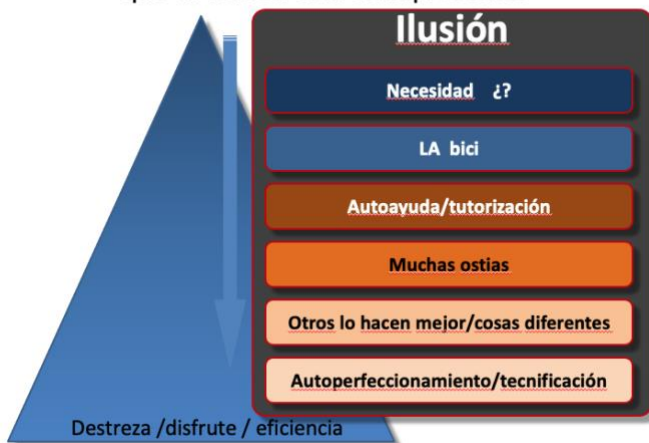 Ilusión
Necesidad ¿?
LA bici
Autoayuda/tutorización
Muchas ostias
Otros lo hacen mejor/cosas diferentes
Autoperfeccionamiento/tecnificación
Destreza /disfrute / eficiencia